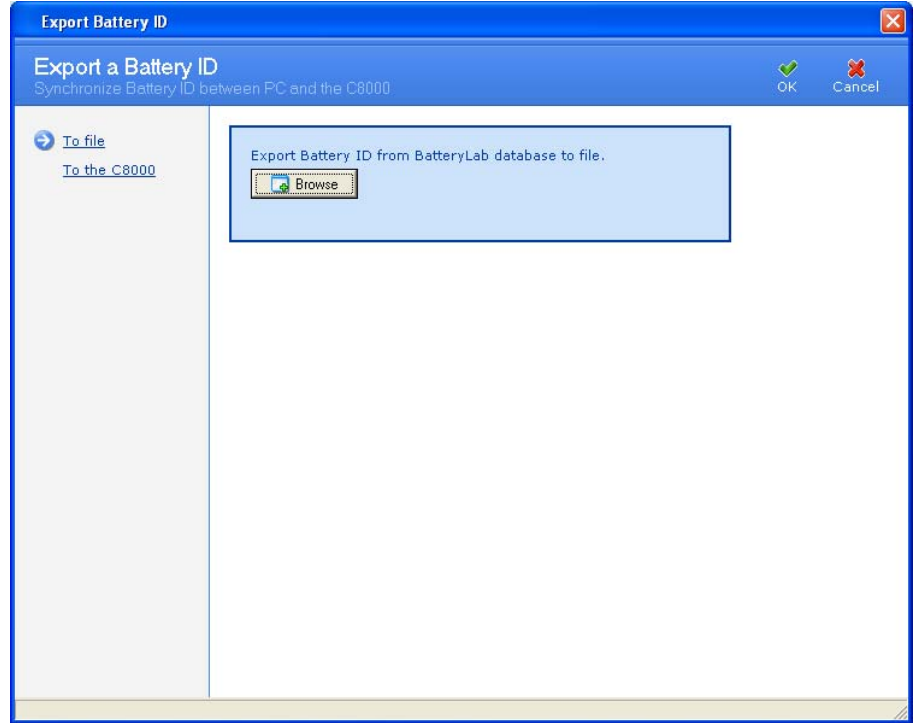 Export Battery ID
Export a Battery ID
Synchronize Battery ID between PC and the C8000
OK
Cancel
To file
To the C8000
Export Battery ID from BatteryLab database to file.
Browse